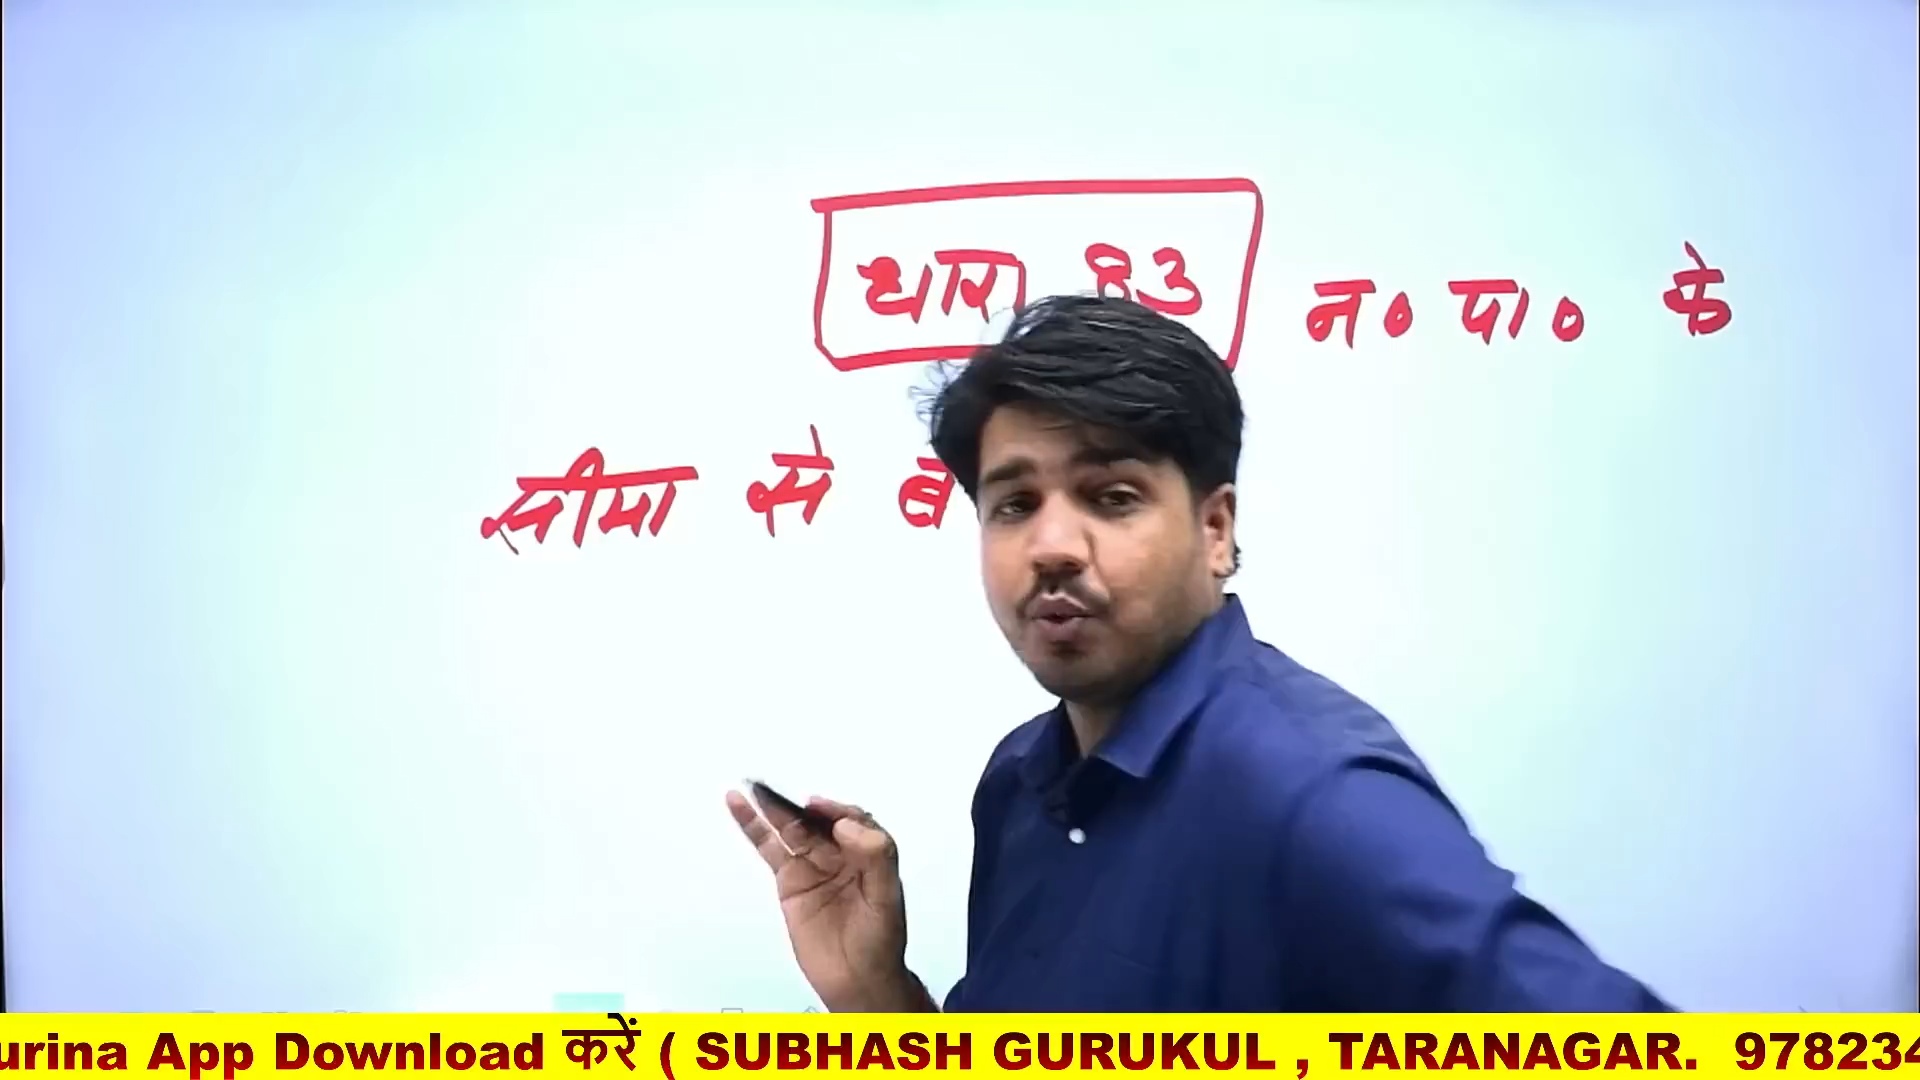 धारा 83 न० पा० के
सीमा से
urina App Download करें ( SUBHASH GURUKUL , TARANAGAR. 978234